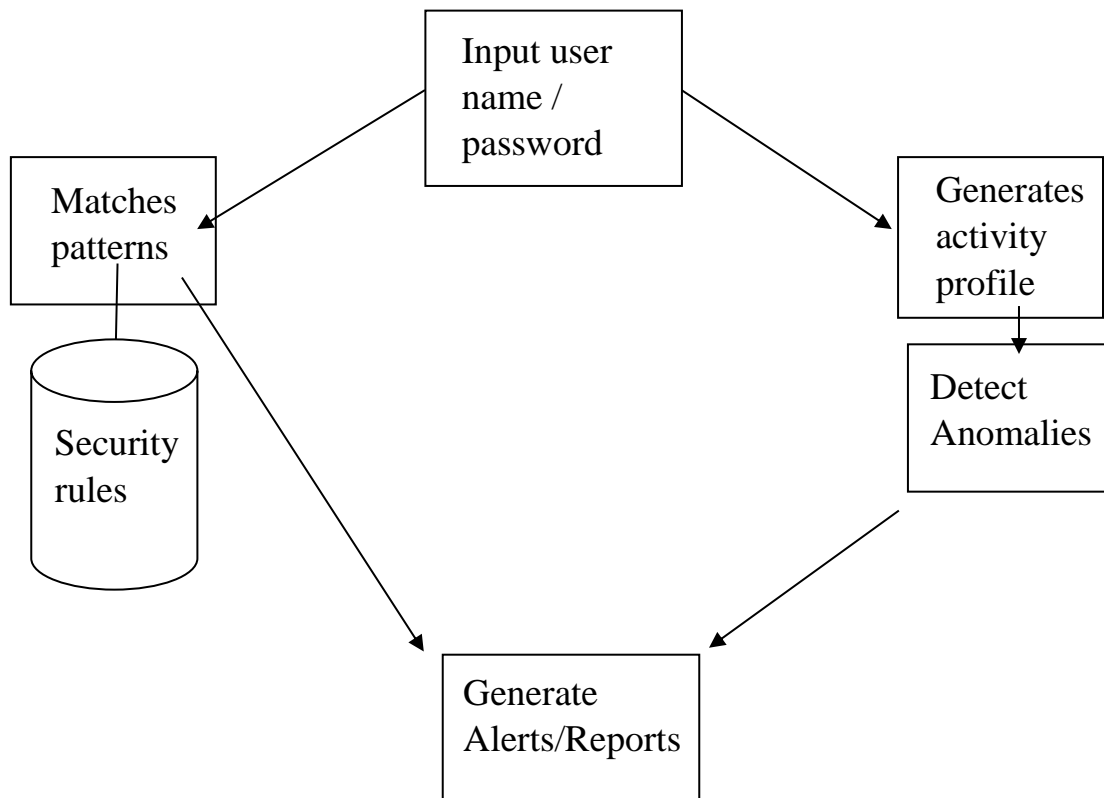 Input user
name /
password
Matches
patterns
Generates
activity
profile
Security
rules
Detect
Anomalies
Generate
Alerts/Reports